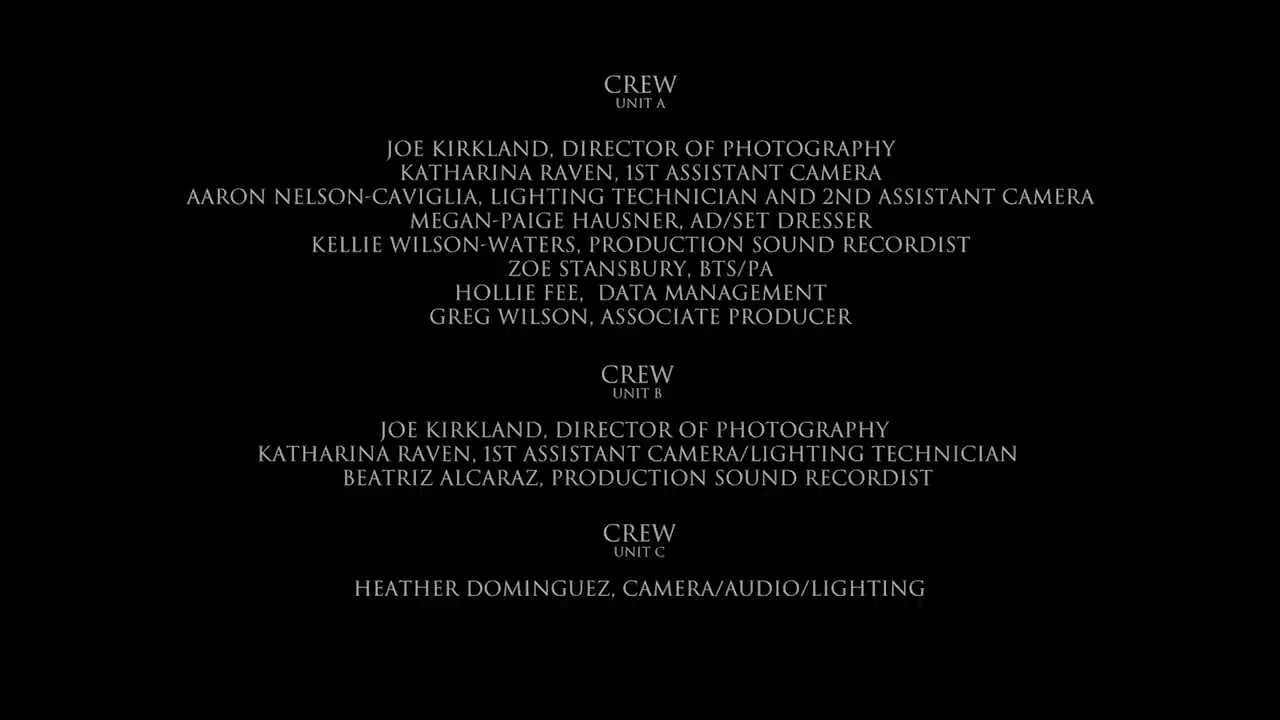 CREW
UNIT A
JOE KIRKLAND, DIRECTOR OF PHOTOGRAPHY
KATHARINA RAVEN, 1ST ASSISTANT CAMERA
AARON NELSON-CAVIGLIA, LIGHTING TECHNICIAN AND 2ND ASSISTANT CAMERA
MEGAN-PAIGE HAUSNER, AD/SET DRESSER
KELLIE WILSON-WATERS, PRODUCTION SOUND RECORDIST
ZOE STANSBURY, BTS/PA
HOLLIE FEE,  DATA MANAGEMENT
GREG WILSON, ASSOCIATE PRODUCER
CREW
UNIT B
JOE KIRKLAND, DIRECTOR OF PHOTOGRAPHY
KATHARINA RAVEN, 1ST ASSISTANT CAMERA/LIGHTING TECHNICIAN
BEATRIZ ALCARAZ, PRODUCTION SOUND RECORDIST
CREW
UNIT C
HEATHER DOMINGUEZ, CAMERA/AUDIO/LIGHTING